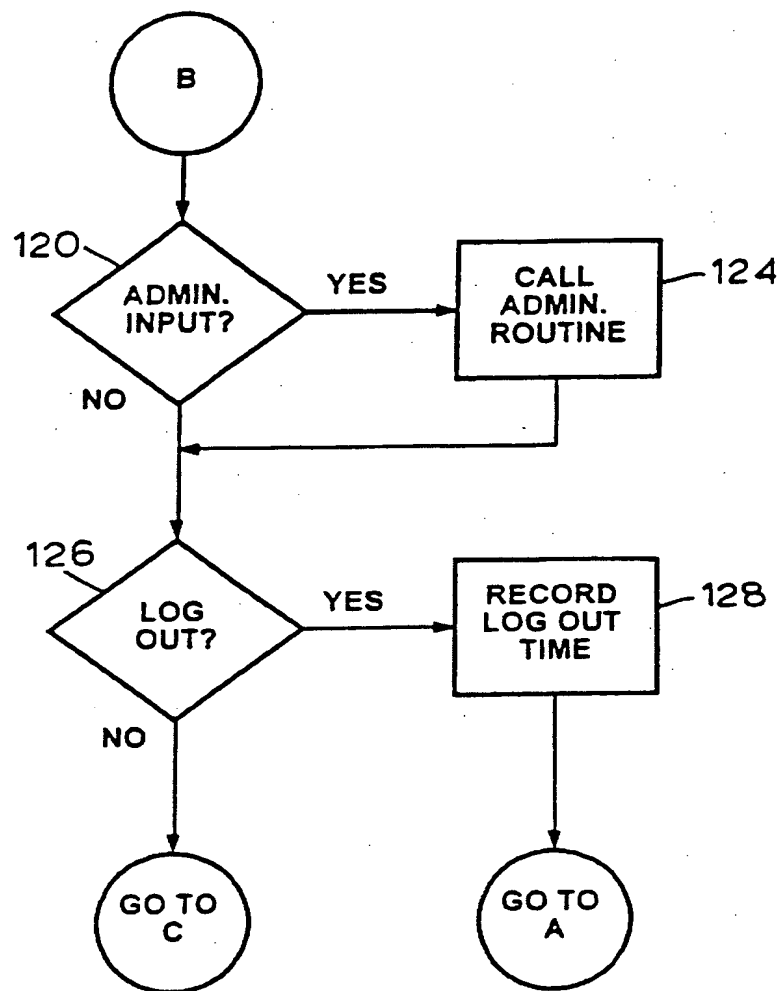 B
120
ADMIN.
INPUT?
YES
CALL
ADMIN.
ROUTINE
124
NO
126
LOG
OUT?
YES
RECORD
LOG OUT
TIME
128
NO
GO TO
C
GO TO
A